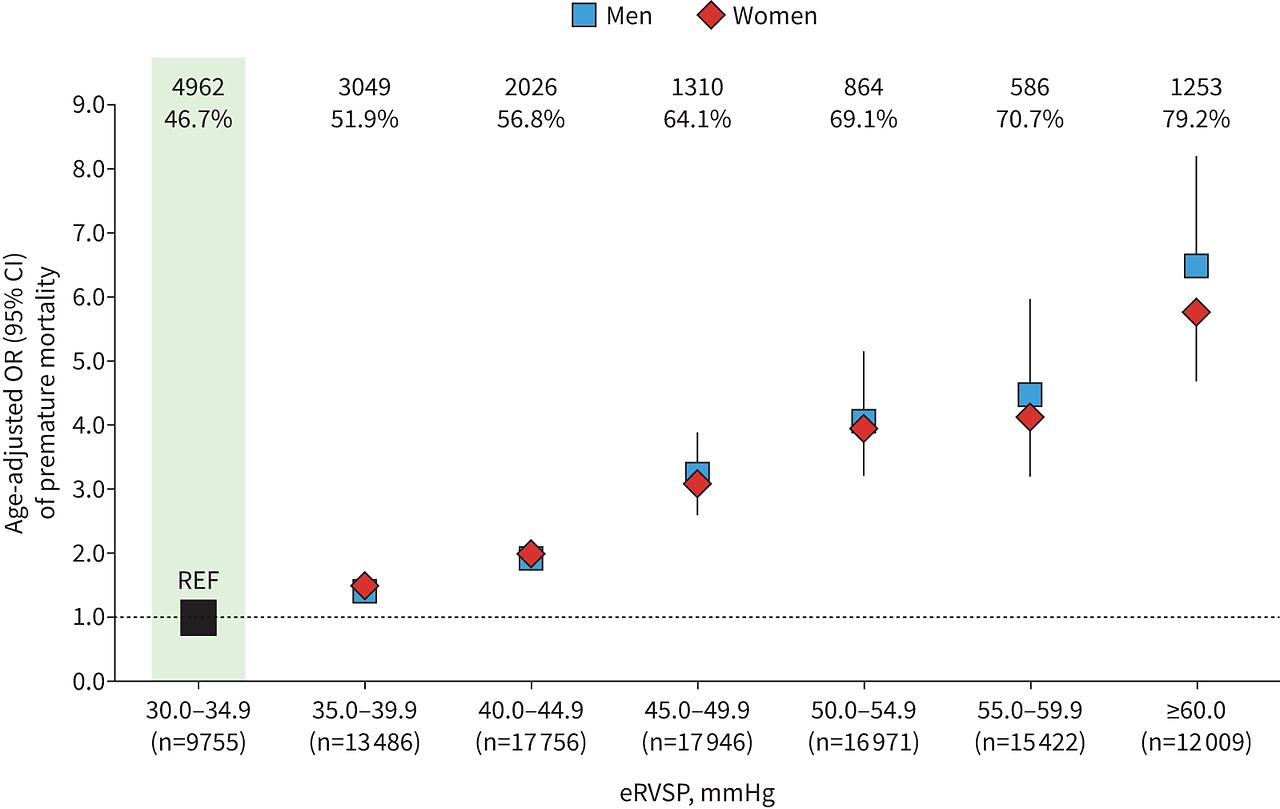 Men Women
4962 3049 2026 1310 864 586 1253
46.7% 51.9% 56.8% 64.1% 69.1% 70.7% 79.2%
9.0
8.0
7.0
6.0
5.0
4.0
3.0
2.0
1.0
0.0
Age-adjusted OR (95% CI)
of premature mortality
REF
30.0–34.9 35.0–39.9 40.0–44.9 45.0–49.9 50.0–54.9 55.0–59.9 ≥60.0
(n=9755) (n=13 486) (n=17 756) (n=17 946) (n=16 971) (n=15 422) (n=12 009)
eRVSP, mmHg